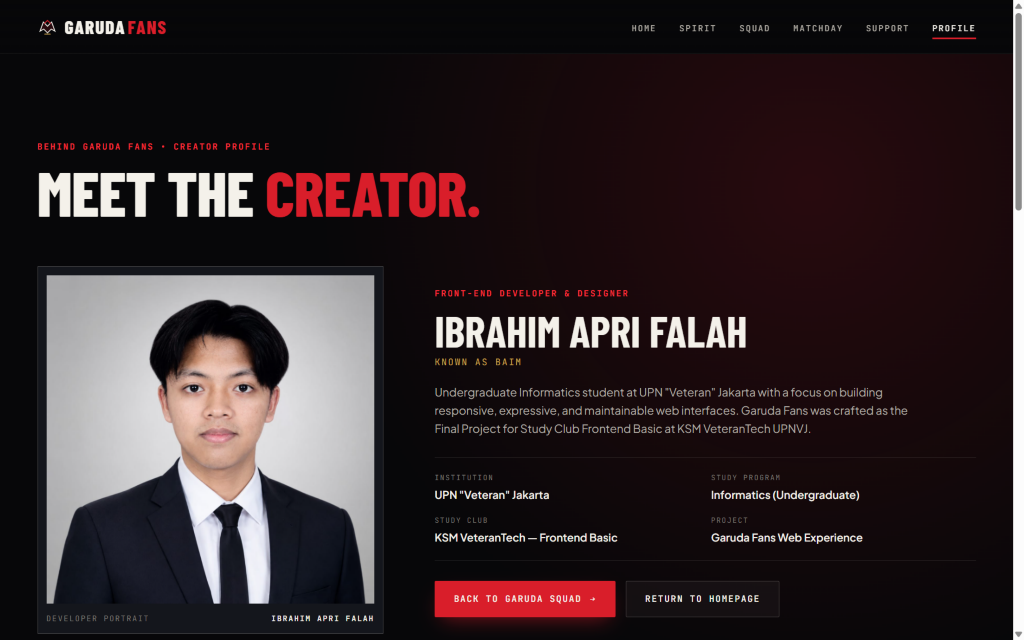 GARUDA FANS
HOME SPIRIT SQUAD MATCHDAY SUPPORT PROFILE
BEHIND GARUDA FANS • CREATOR PROFILE
MEET THE CREATOR.
FRONT-END DEVELOPER & DESIGNER
IBRAHIM APRI FALAH
KNOWN AS BAIM
Undergraduate Informatics student at UPN "Veteran" Jakarta with a focus on building
responsive, expressive, and maintainable web interfaces. Garuda Fans was crafted as the
Final Project for Study Club Frontend Basic at KSM VeteranTech UPNVJ.
INSTITUTION
UPN "Veteran" Jakarta
STUDY PROGRAM
Informatics (Undergraduate)
STUDY CLUB
KSM VeteranTech — Frontend Basic
PROJECT
Garuda Fans Web Experience
BACK TO GARUDA SQUAD →
RETURN TO HOMEPAGE
DEVELOPER PORTRAIT
IBRAHIM APRI FALAH